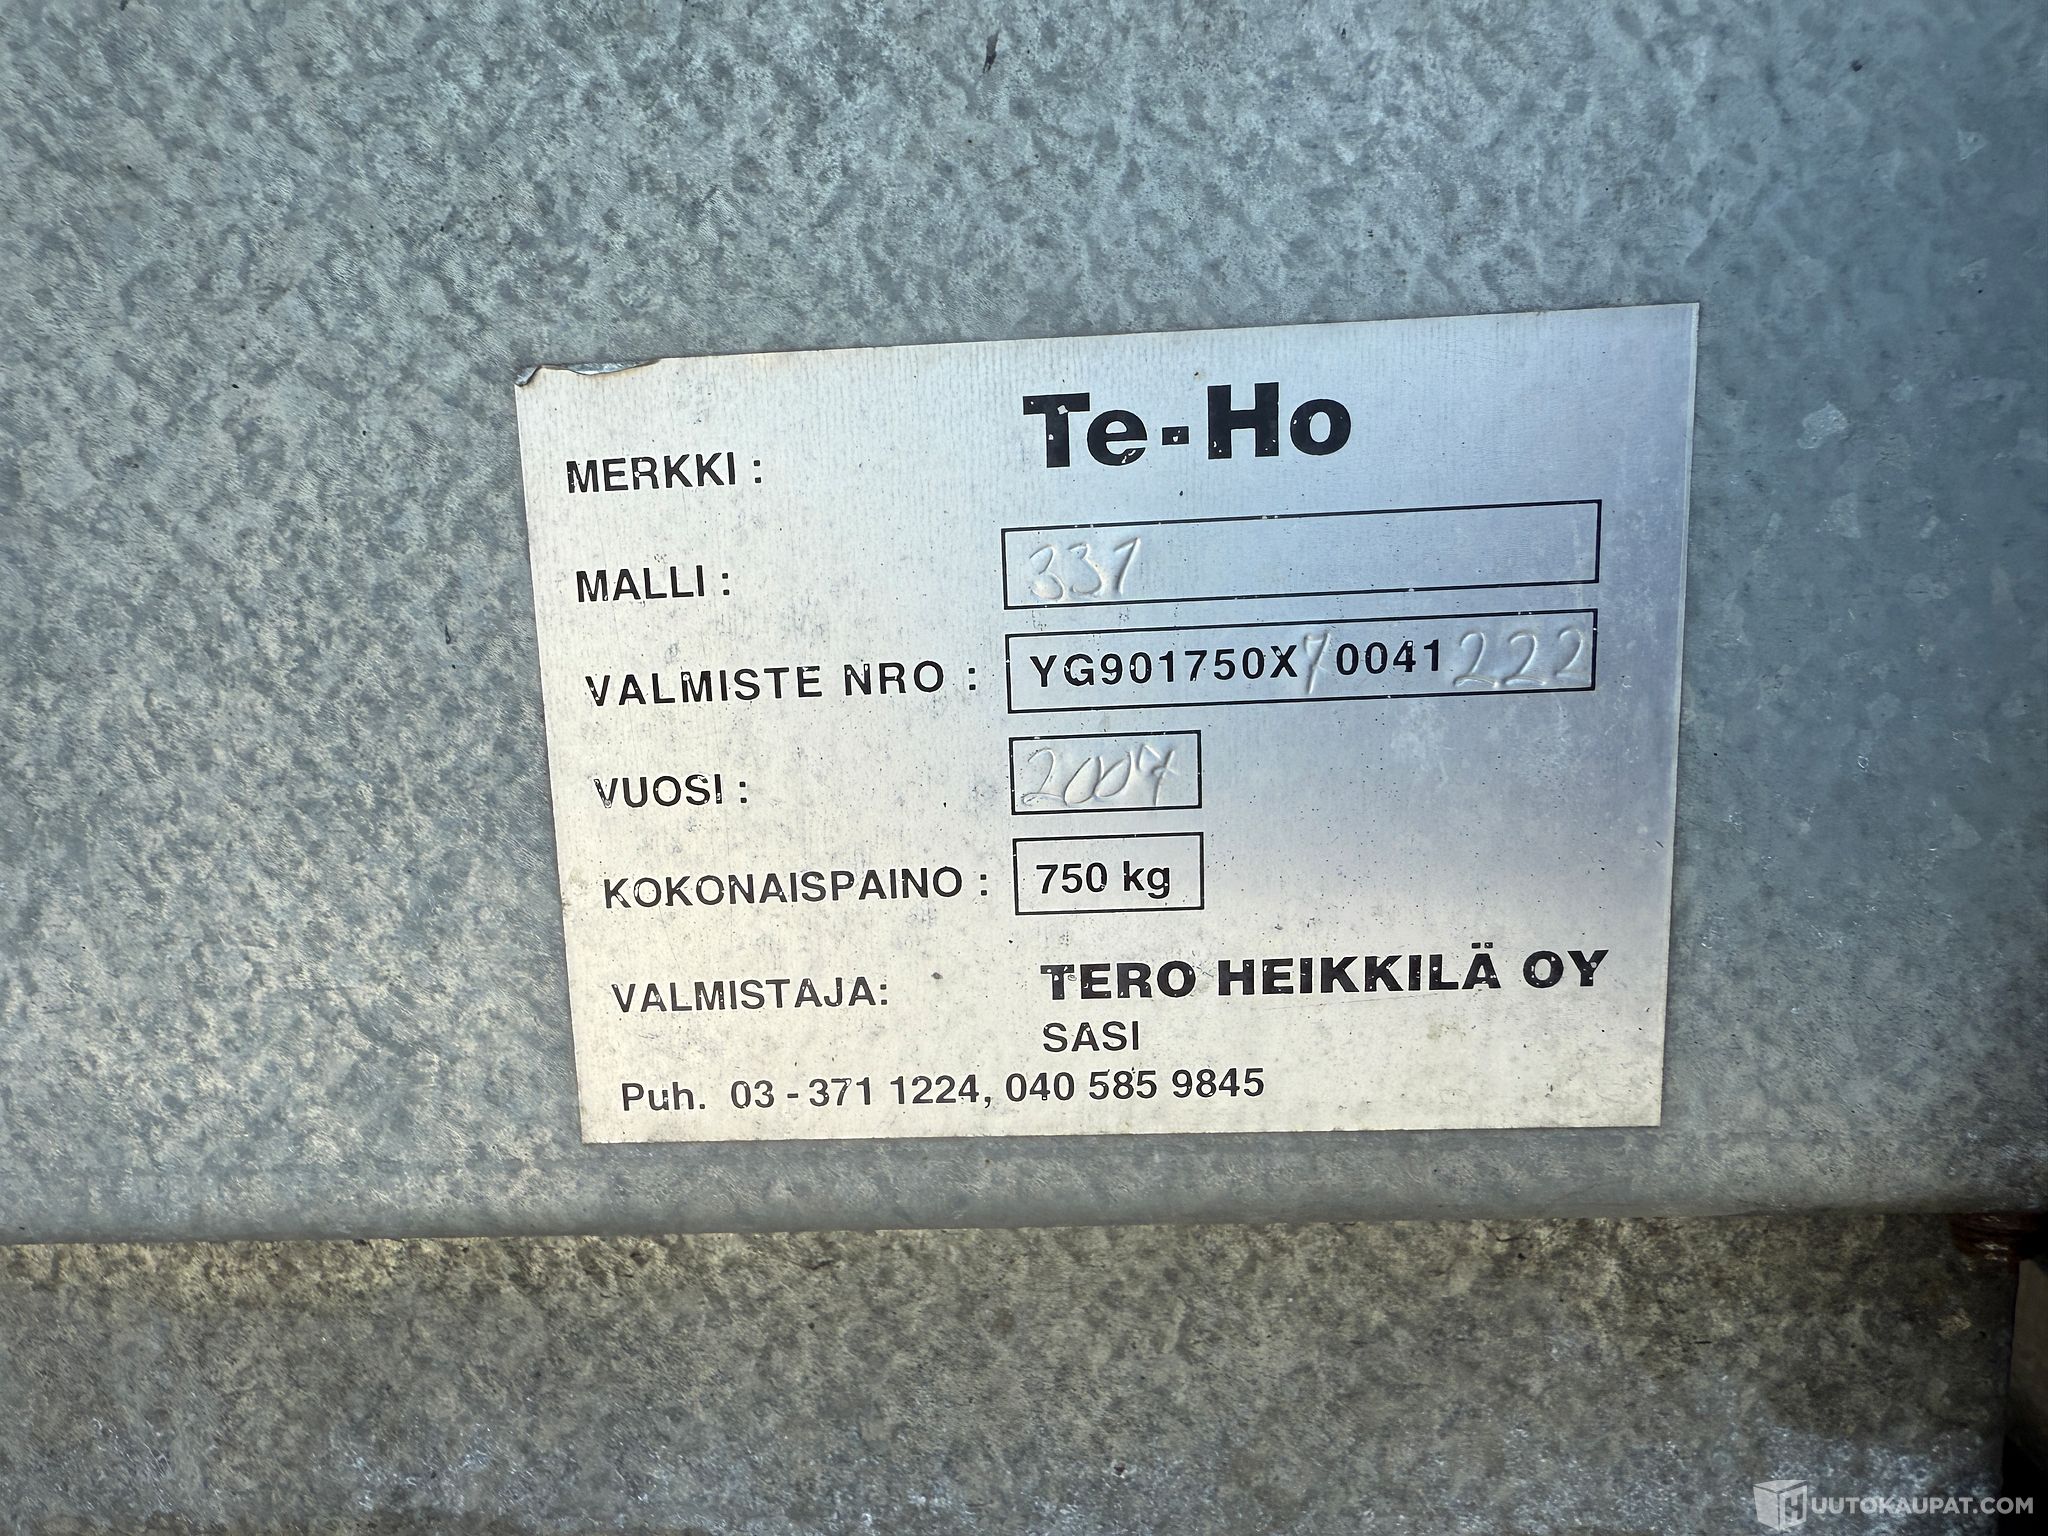 MERKKI : Te-Ho
MALLI : 331
VALMISTE NRO : YG901750X70041222
VUOSI : 2007
KOKONAISPAINO : 750 kg
VALMISTAJA: TERO HEIKKILÄ OY
SASI
Puh. 03 - 371 1224, 040 585 9845
HUUTOKAUPAT.COM